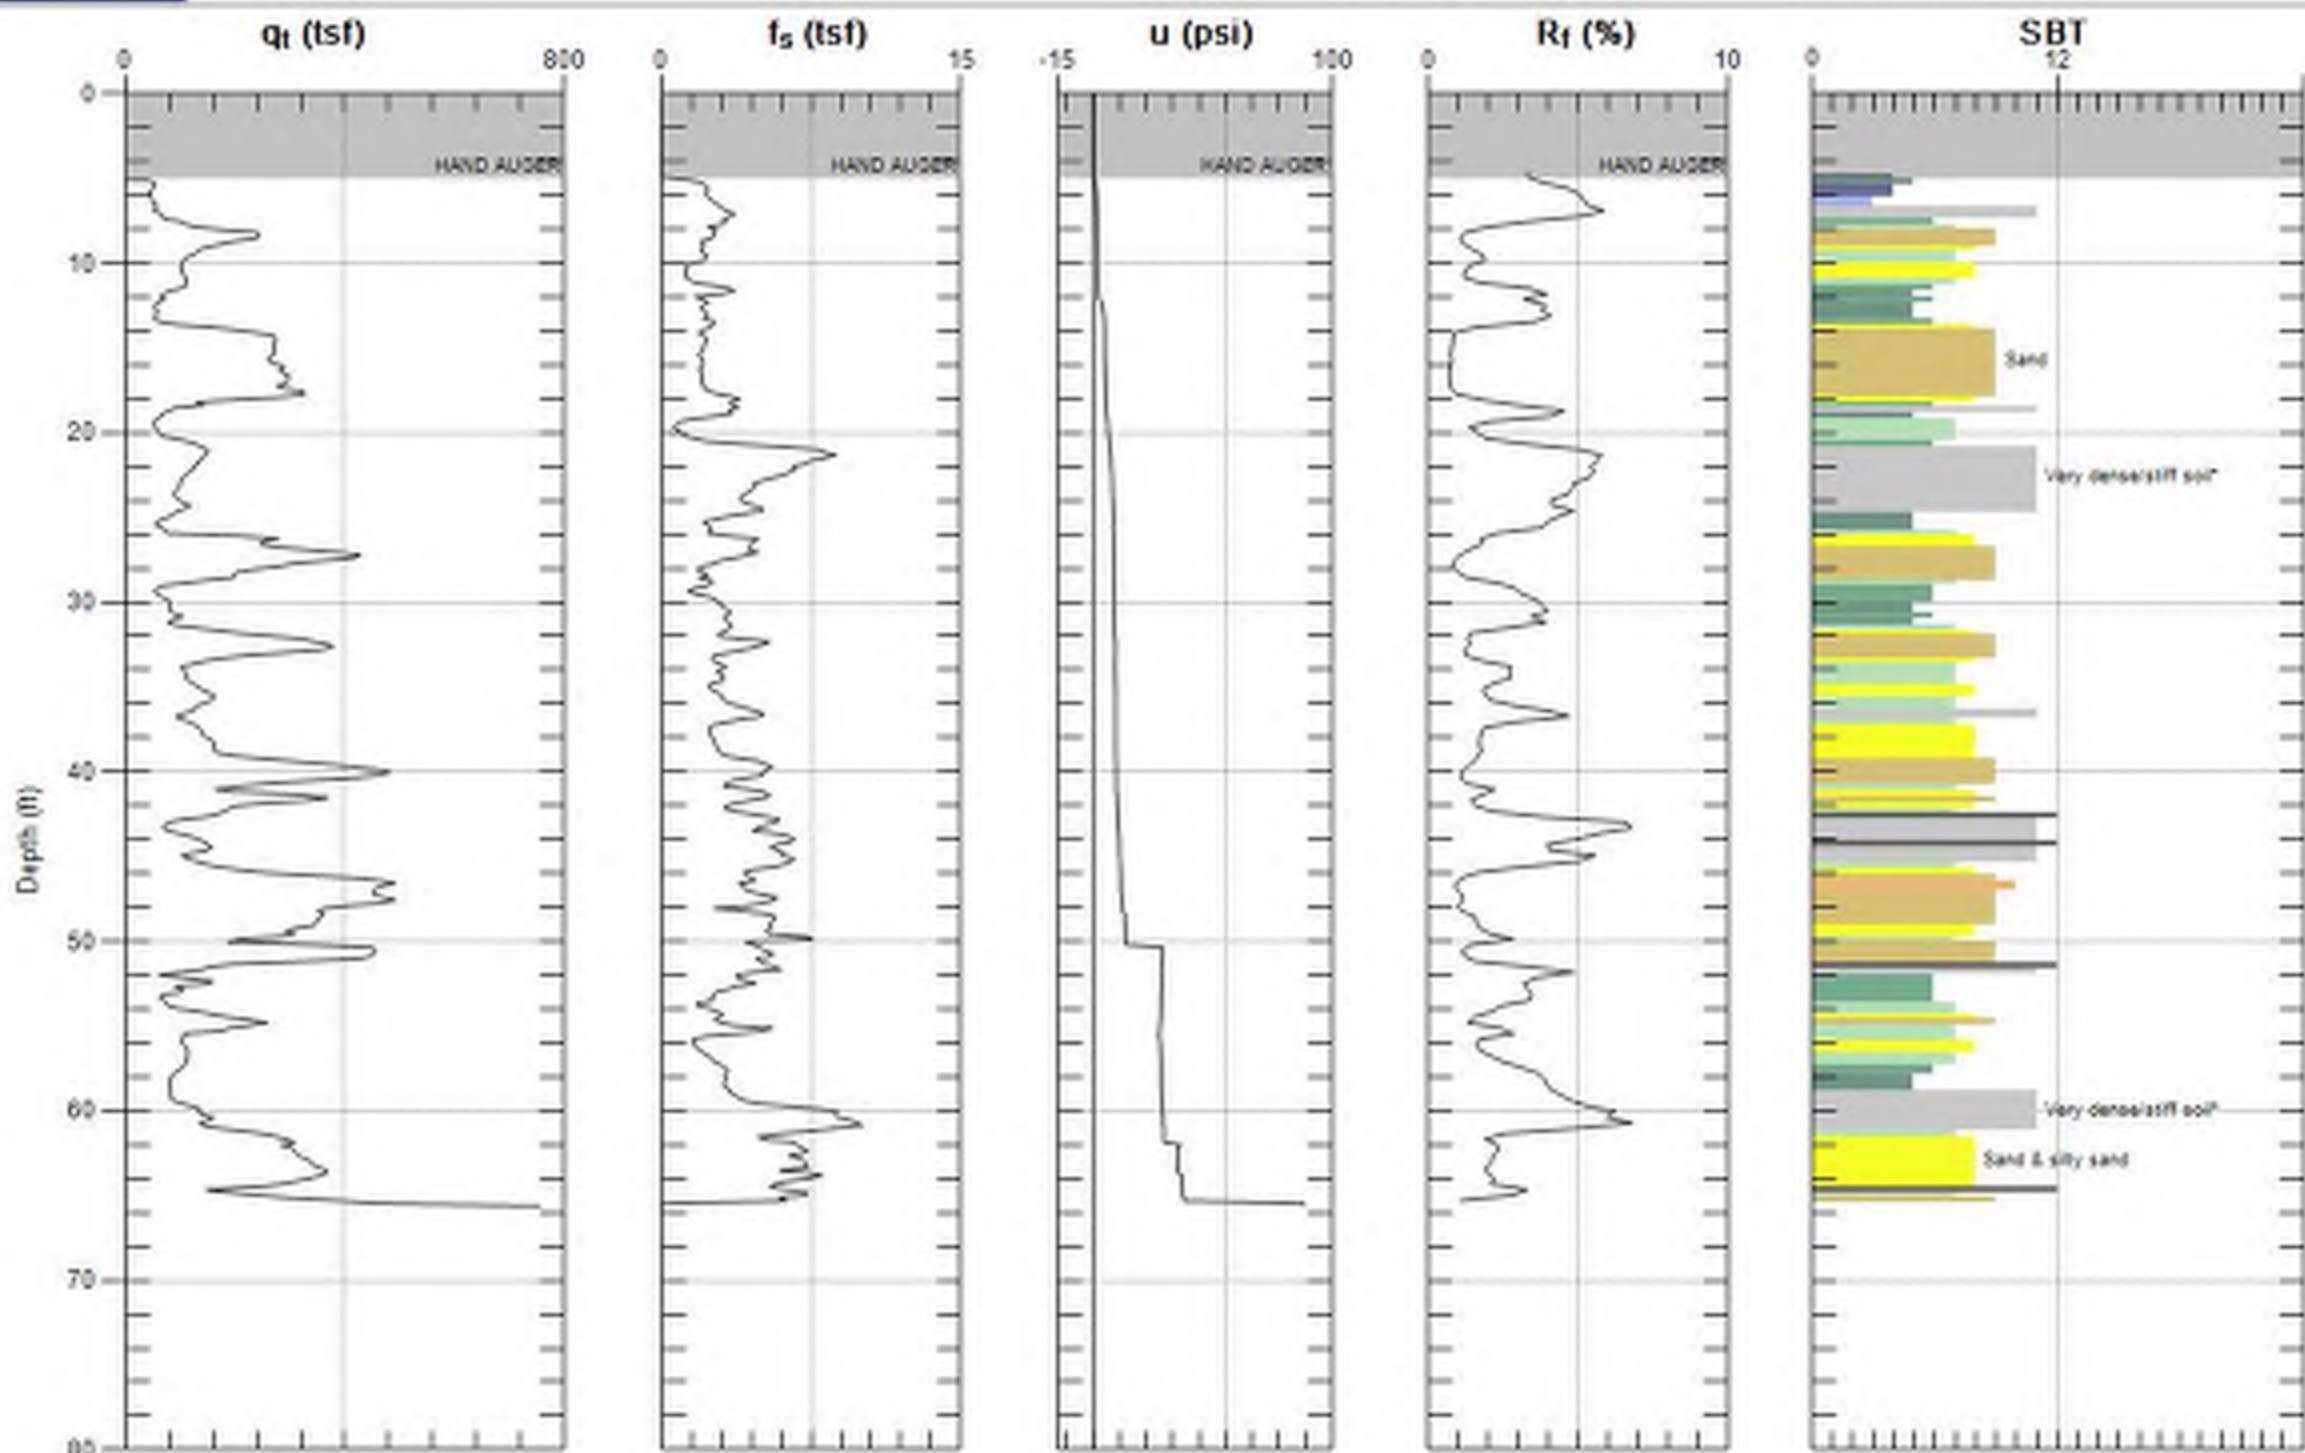 qt (tsf) fs (tsf) u (psi) Rf (%) SBT
0 800 0 15 -15 100 0 10 0 12
0
HAND AUGER HAND AUGER HAND AUGER HAND AUGER
10
Sand
20
Very dense/stiff soil*
30
40
Depth (ft)
50
60
Very dense/stiff soil*
Sand & silty sand
70
80